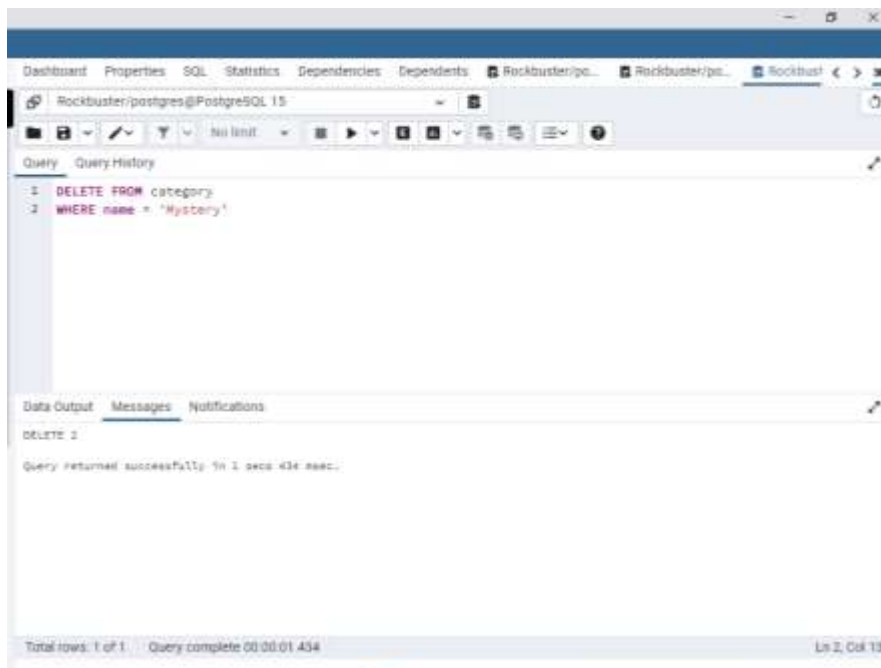 Dashboard Properties SQL Statistics Dependencies Dependents Rockbuster/po... Rockbuster/po... Rockbust
Rockbuster/postgres@PostgreSQL 15
No limit
Query Query History
1 DELETE FROM category
2 WHERE name = 'Mystery'
Data Output Messages Notifications
DELETE 2
Query returned successfully in 1 secs 434 msec.
Total rows: 1 of 1 Query complete 00:00:01.434 Ln 2, Col 13